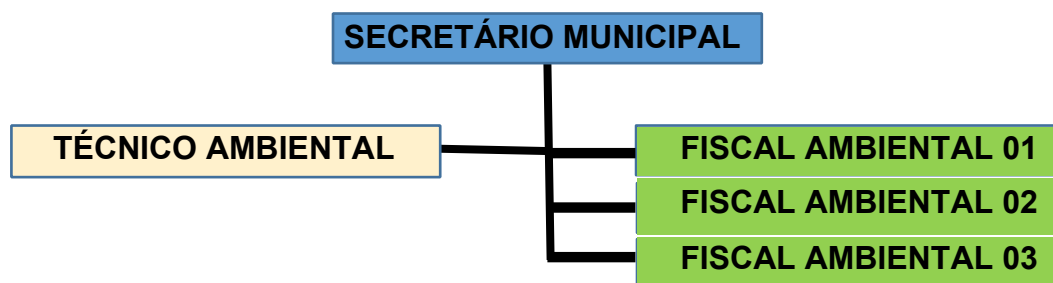 SECRETÁRIO MUNICIPAL
TÉCNICO AMBIENTAL
FISCAL AMBIENTAL 01
FISCAL AMBIENTAL 02
FISCAL AMBIENTAL 03